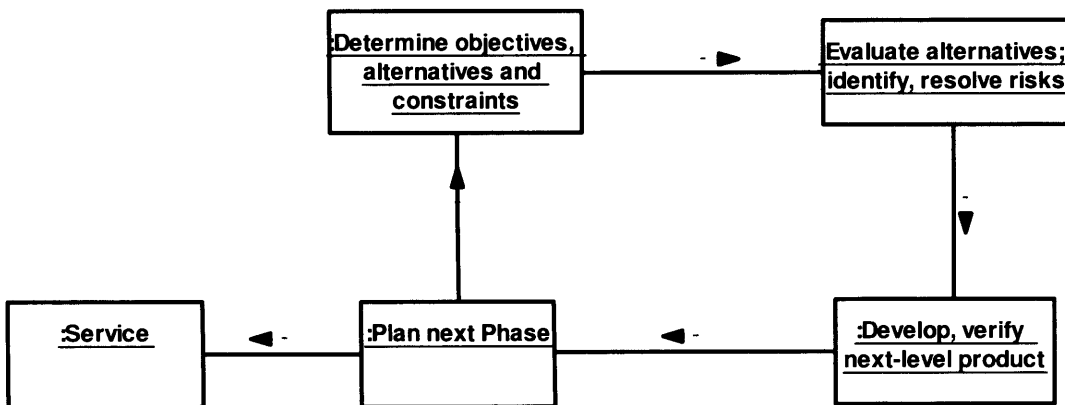 :Determine objectives,
alternatives and
constraints
Evaluate alternatives;
identify, resolve risks
:Service
:Plan next Phase
:Develop, verify
next-level product